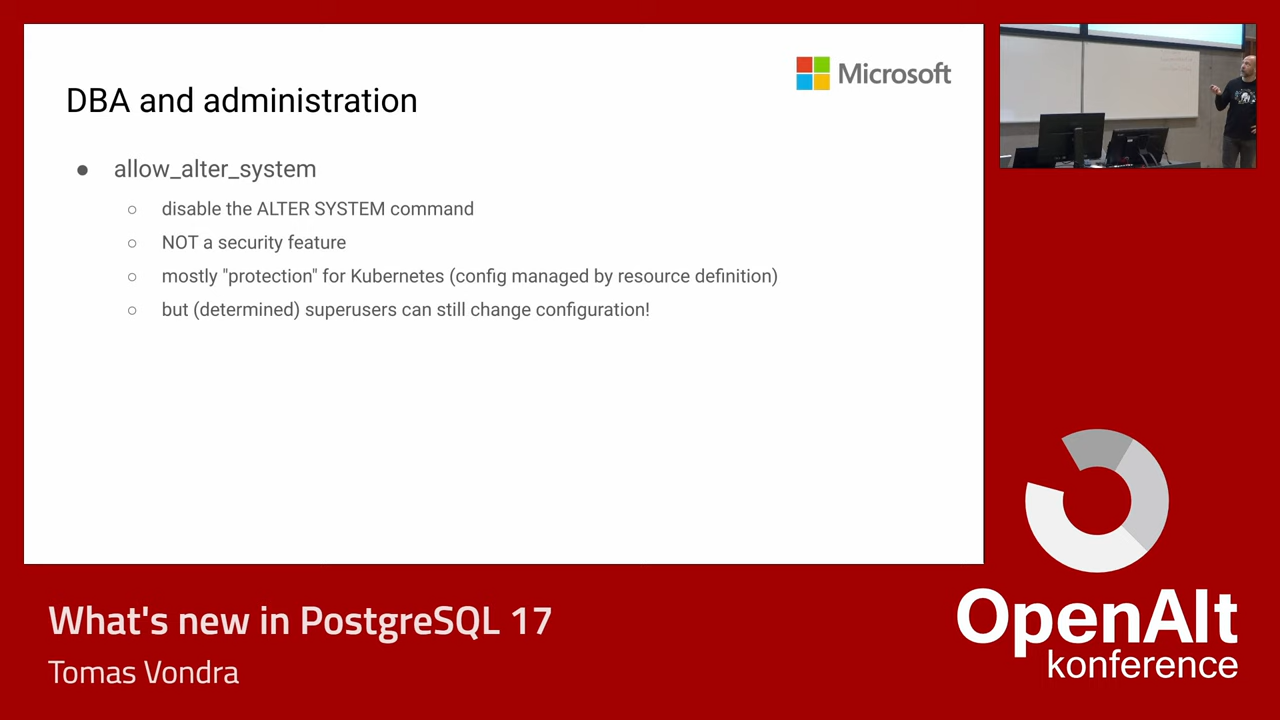 Microsoft
DBA and administration
● allow_alter_system
○ disable the ALTER SYSTEM command
○ NOT a security feature
○ mostly "protection" for Kubernetes (config managed by resource definition)
○ but (determined) superusers can still change configuration!
What's new in PostgreSQL 17
Tomas Vondra
OpenAlt
konference